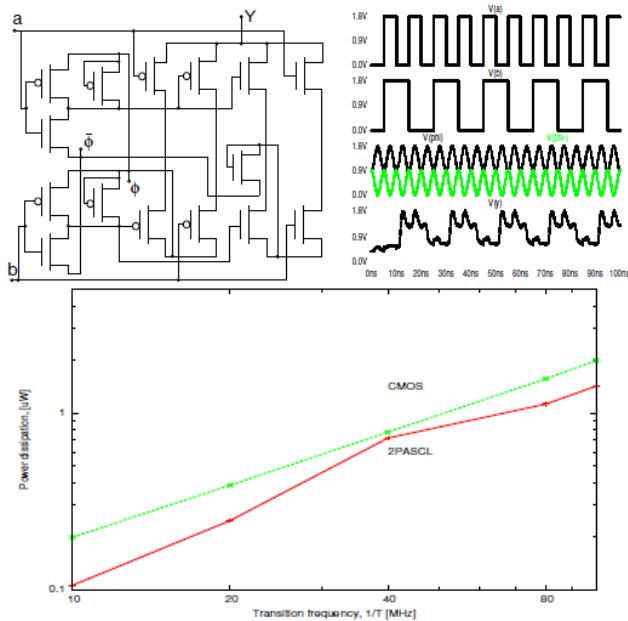 a
Y
ϕ̄
ϕ
b
V(a)
1.8V
0.9V
0.0V
V(b)
1.8V
0.9V
0.0V
V(phi) V(phi-)
1.8V
0.9V
0.0V
V(y)
1.8V
0.9V
0.0V
0ns 10ns 20ns 30ns 40ns 50ns 60ns 70ns 80ns 90ns 100ns
Power dissipation, [uW]
1
0.1
CMOS
2PASCL
10 20 40 80
Transition frequency, 1/T [MHz]